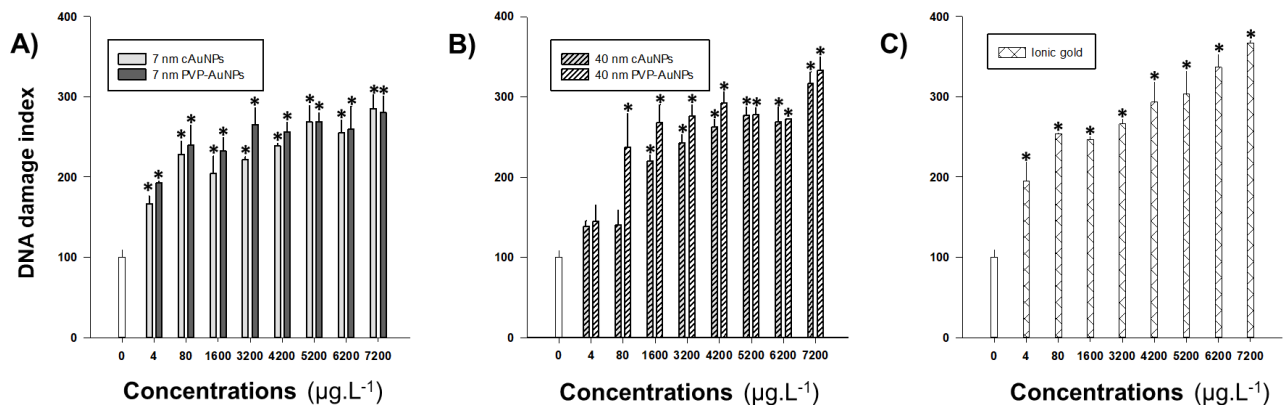 A)
DNA damage index
400
300
200
100
0
7 nm cAuNPs
7 nm PVP-AuNPs
* * * * * * * * * * * * * * * *
0 4 80 1600 3200 4200 5200 6200 7200
Concentrations (µg.L-1)
B)
400
300
200
100
0
40 nm cAuNPs
40 nm PVP-AuNPs
* * * * * * * * * * * * *
0 4 80 1600 3200 4200 5200 6200 7200
Concentrations (µg.L-1)
C)
400
300
200
100
0
Ionic gold
* * * * * * * *
0 4 80 1600 3200 4200 5200 6200 7200
Concentrations (µg.L-1)